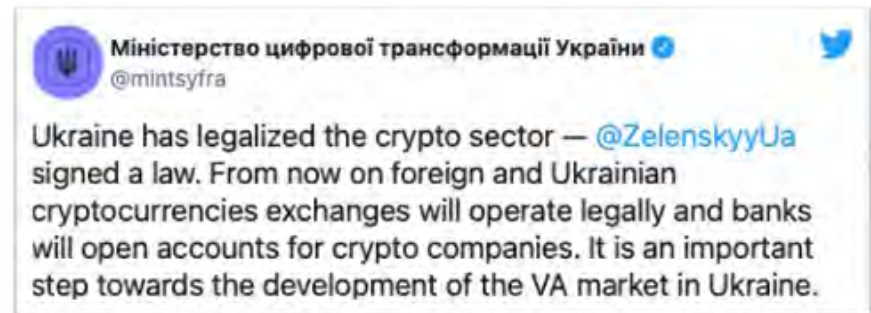 Міністерство цифрової трансформації України
@mintsyfra
Ukraine has legalized the crypto sector — @ZelenskyyUa
signed a law. From now on foreign and Ukrainian
cryptocurrencies exchanges will operate legally and banks
will open accounts for crypto companies. It is an important
step towards the development of the VA market in Ukraine.